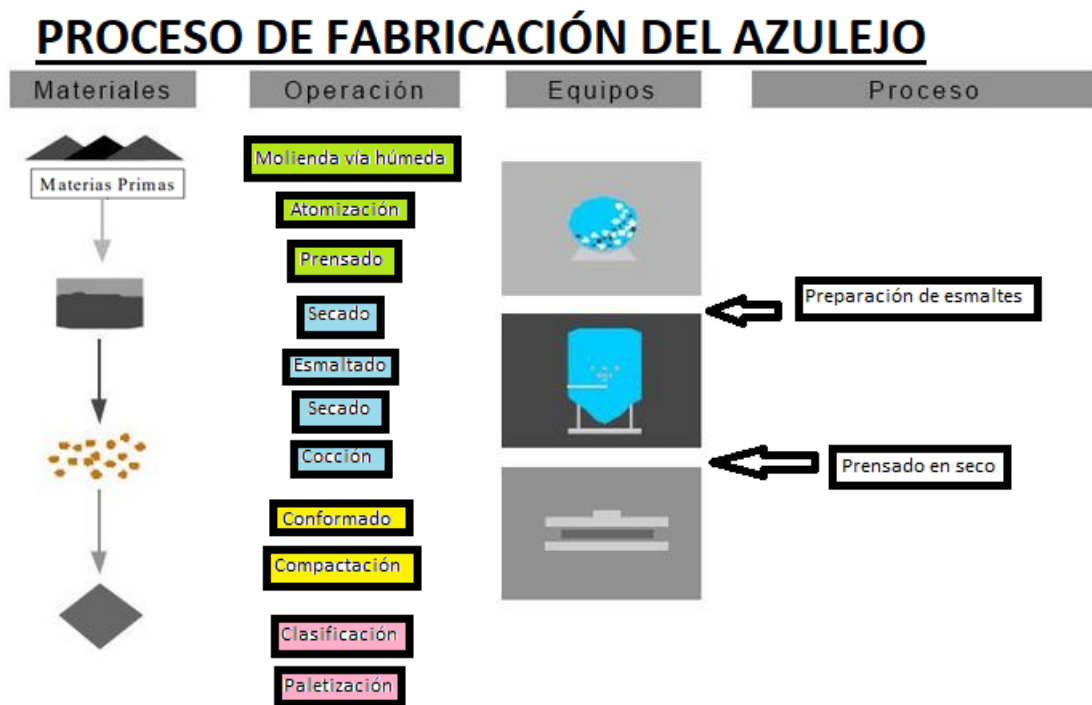 PROCESO DE FABRICACIÓN DEL AZULEJO
Materiales
Operación
Equipos
Proceso
Materias Primas
Molienda vía húmeda
Atomización
Prensado
Secado
Esmaltado
Secado
Cocción
Conformado
Compactación
Clasificación
Paletización
Preparación de esmaltes
Prensado en seco